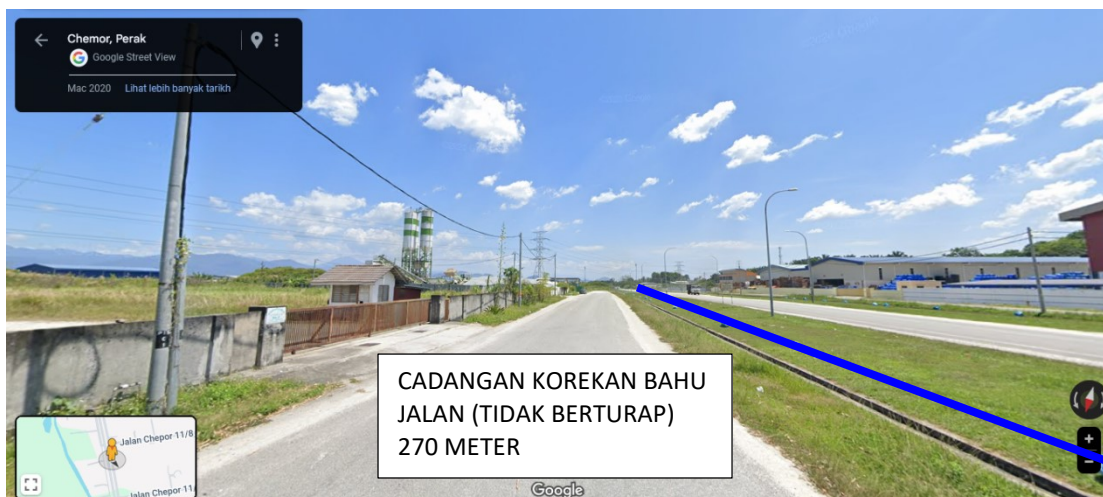 Chemor, Perak
Google Street View
Mac 2020 Lihat lebih banyak tarikh
CADANGAN KOREKAN BAHU
JALAN (TIDAK BERTURAP)
270 METER
Jalan Chepor 11/8
Jalan Chepor 11
Google